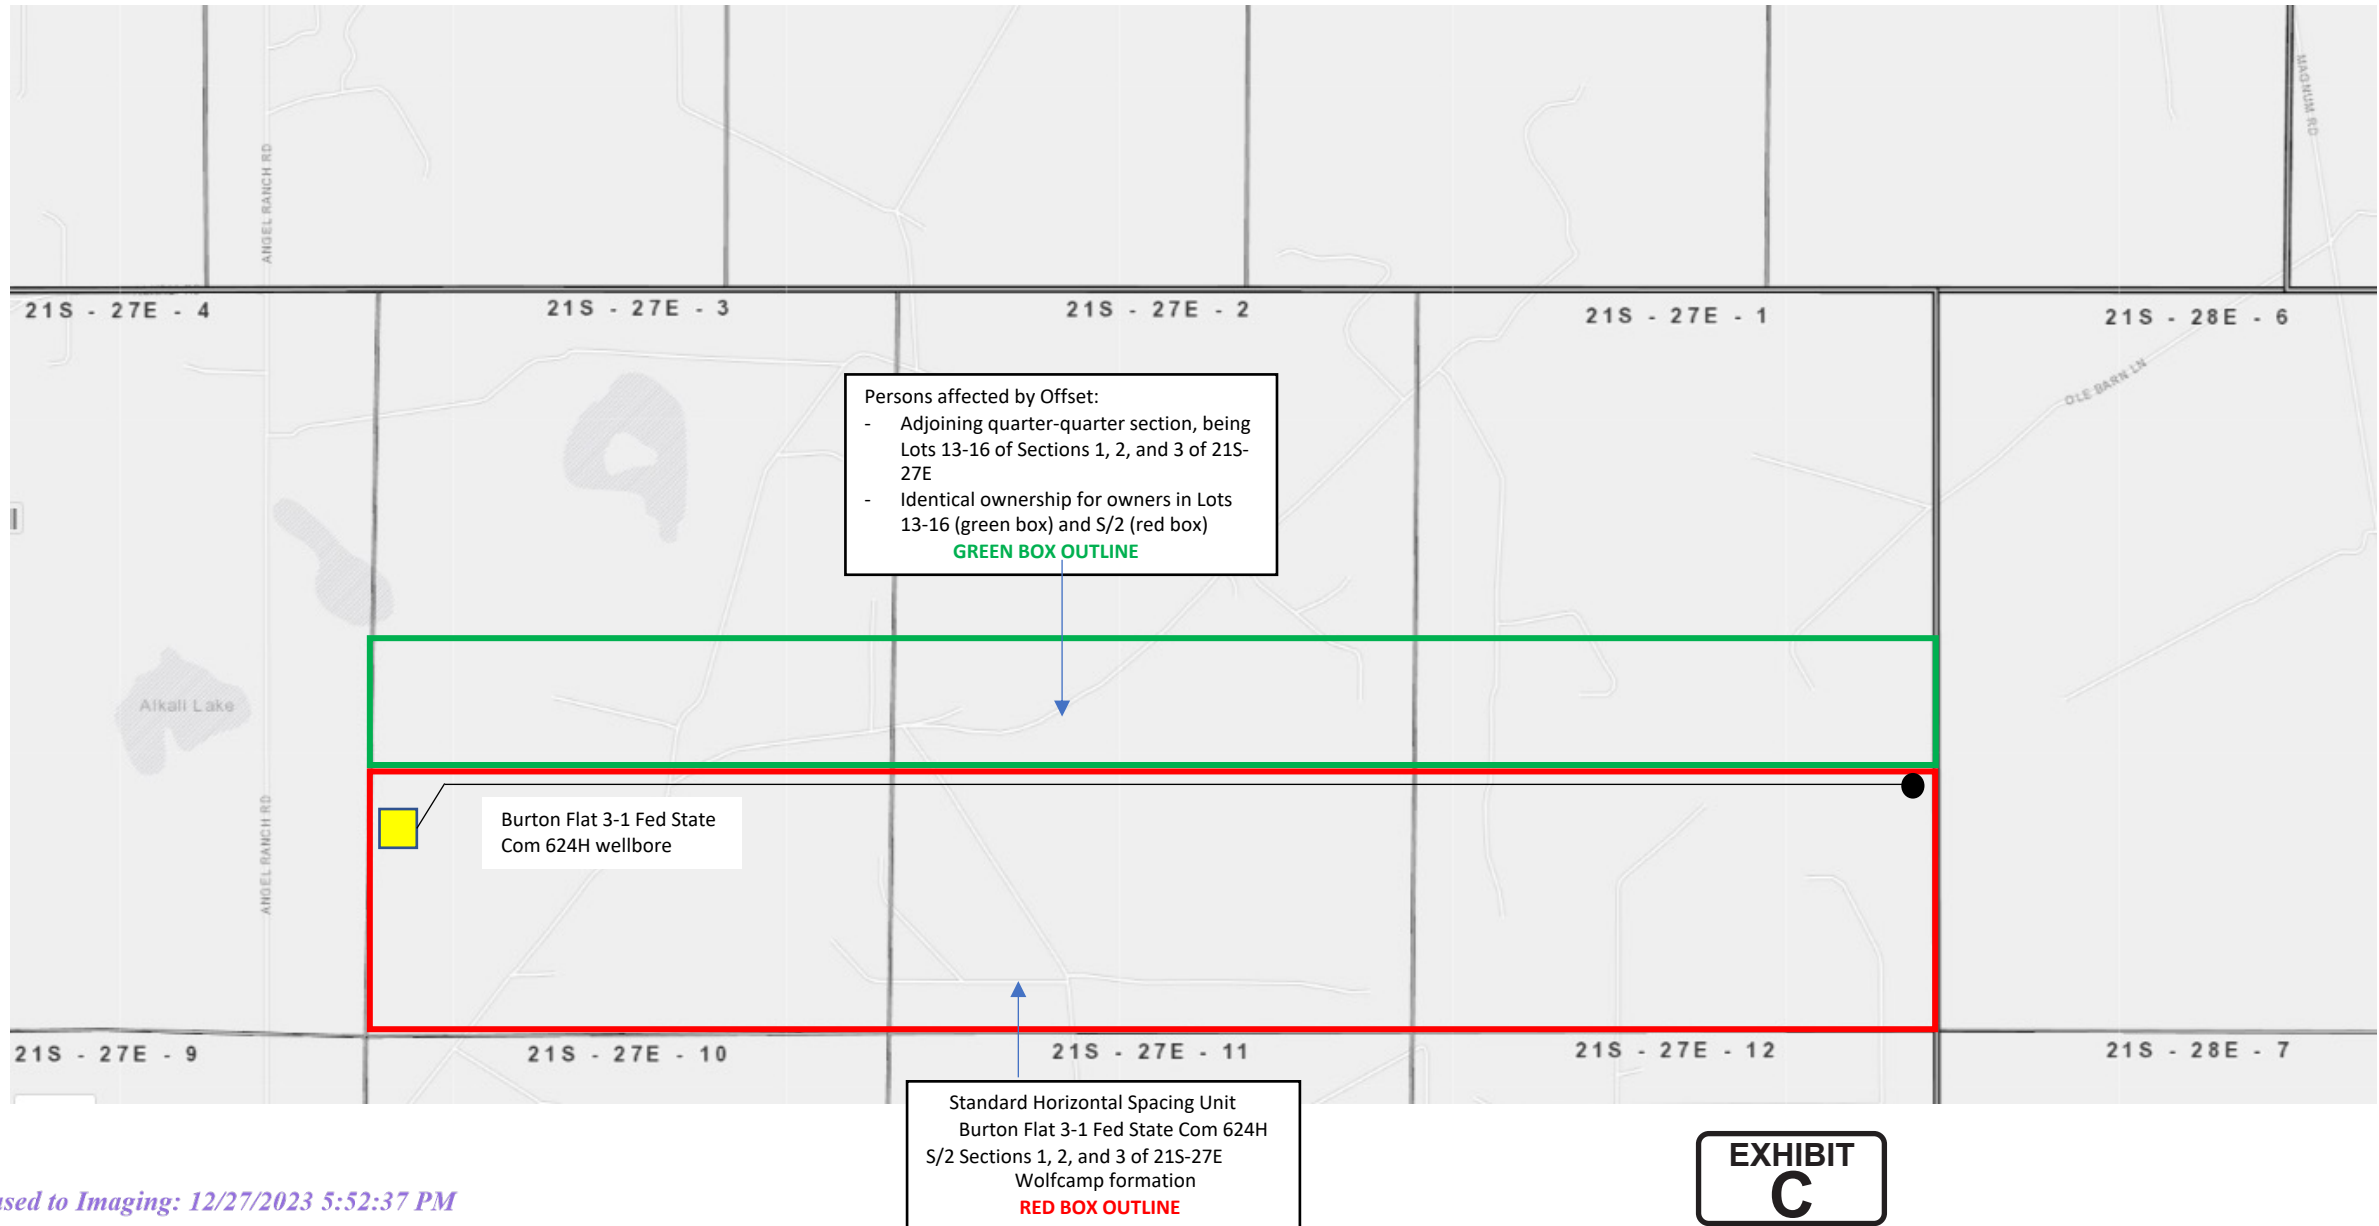 MAGNUM RD
ANGEL RANCH RD
21S - 27E - 4
21S - 27E - 3
21S - 27E - 2
21S - 27E - 1
21S - 28E - 6
OLE BARN LN
Persons affected by Offset:
- Adjoining quarter-quarter section, being
Lots 13-16 of Sections 1, 2, and 3 of 21S-
27E
- Identical ownership for owners in Lots
13-16 (green box) and S/2 (red box)
GREEN BOX OUTLINE
Alkali Lake
Burton Flat 3-1 Fed State
Com 624H wellbore
ANGEL RANCH RD
21S - 27E - 9
21S - 27E - 10
21S - 27E - 11
21S - 27E - 12
21S - 28E - 7
Standard Horizontal Spacing Unit
Burton Flat 3-1 Fed State Com 624H
S/2 Sections 1, 2, and 3 of 21S-27E
Wolfcamp formation
RED BOX OUTLINE
EXHIBIT
C
sed to Imaging: 12/27/2023 5:52:37 PM